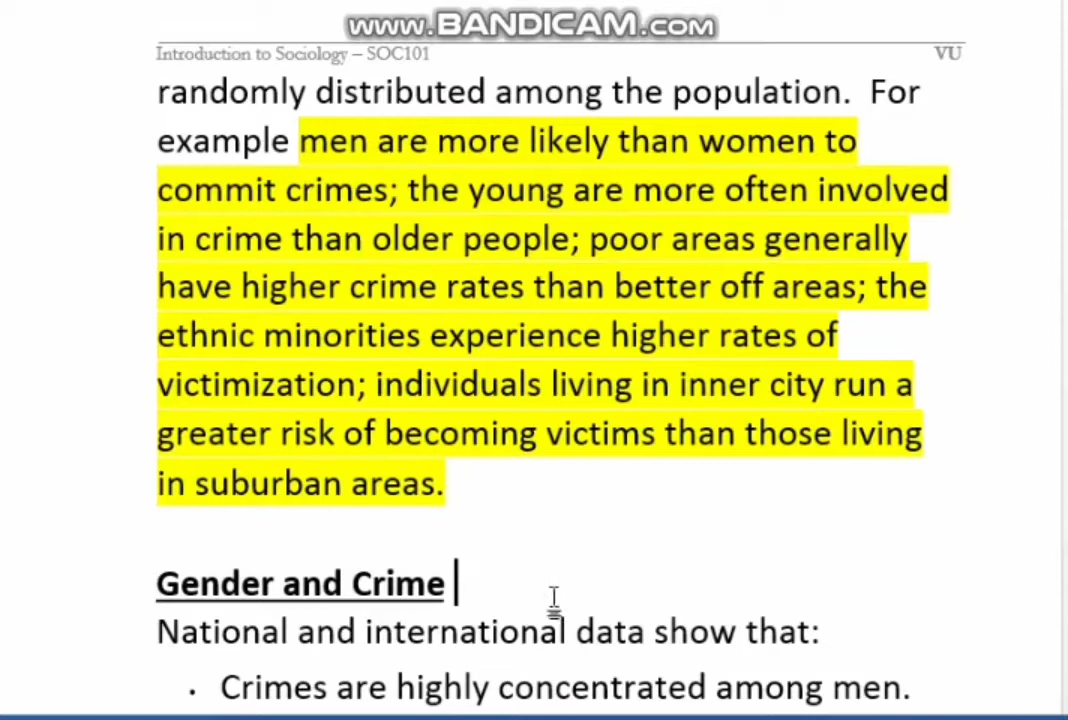 www.BANDICAM.com
Introduction to Sociology – SOC101 VU
randomly distributed among the population. For
example men are more likely than women to
commit crimes; the young are more often involved
in crime than older people; poor areas generally
have higher crime rates than better off areas; the
ethnic minorities experience higher rates of
victimization; individuals living in inner city run a
greater risk of becoming victims than those living
in suburban areas.
Gender and Crime
National and international data show that:
· Crimes are highly concentrated among men.